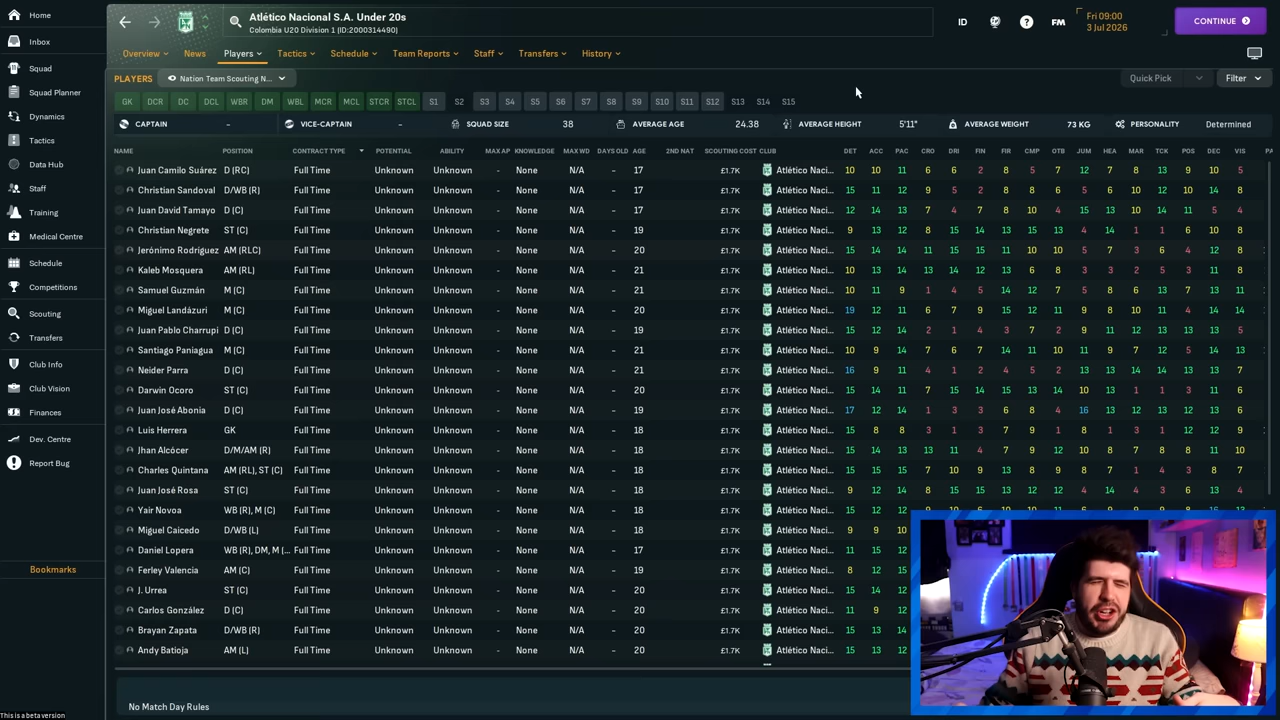 Home
Inbox
Squad
Squad Planner
Dynamics
Tactics
Data Hub
Staff
Training
Medical Centre
Schedule
Competitions
Scouting
Transfers
Club Info
Club Vision
Finances
Dev. Centre
Report Bug
Bookmarks
This is a beta version
Atlético Nacional S.A. Under 20s
Colombia U20 Division 1 (ID:2000314490)
ID ? FM
Fri 09:00
3 Jul 2026
CONTINUE
Overview News Players Tactics Schedule Team Reports Staff Transfers History
PLAYERS Nation Team Scouting N... Quick Pick Filter
GK DCR DC DCL WBR DM WBL MCR MCL STCR STCL S1 S2 S3 S4 S5 S6 S7 S8 S9 S10 S11 S12 S13 S14 S15
CAPTAIN - VICE-CAPTAIN - SQUAD SIZE 38 AVERAGE AGE 24.38 AVERAGE HEIGHT 5'11" AVERAGE WEIGHT 73 KG PERSONALITY Determined
NAME POSITION CONTRACT TYPE POTENTIAL ABILITY MAX AP KNOWLEDGE MAX WD DAYS OLD AGE 2ND NAT SCOUTING COST CLUB DET ACC PAC CRO DRI FIN FIR CMP OTB JUM HEA MAR TCK POS DEC VIS PA
Juan Camilo Suárez D (RC) Full Time Unknown Unknown - None N/A - 17 £1.7K Atlético Naci... 10 10 11 6 6 2 8 5 7 12 7 8 13 9 10 5
Christian Sandoval D/WB (R) Full Time Unknown Unknown - None N/A - 17 £1.7K Atlético Naci... 15 11 12 9 5 2 8 8 6 5 6 10 12 10 14 8
Juan David Tamayo D (C) Full Time Unknown Unknown - None N/A - 17 £1.7K Atlético Naci... 12 14 13 7 4 7 8 10 4 15 13 10 14 11 5 4
Christian Negrete ST (C) Full Time Unknown Unknown - None N/A - 19 £1.7K Atlético Naci... 9 13 12 8 15 14 13 15 13 4 14 1 1 6 10 8
Jerónimo Rodríguez AM (RLC) Full Time Unknown Unknown - None N/A - 20 £1.7K Atlético Naci... 15 14 14 11 15 15 11 10 10 5 7 3 6 4 12 8
Kaleb Mosquera AM (RL) Full Time Unknown Unknown - None N/A - 21 £1.7K Atlético Naci... 10 13 14 13 14 12 13 6 8 3 3 2 5 3 11 8
Samuel Guzmán M (C) Full Time Unknown Unknown - None N/A - 21 £1.7K Atlético Naci... 10 11 9 1 4 5 14 12 7 5 8 6 13 7 13 11
Miguel Landázuri M (C) Full Time Unknown Unknown - None N/A - 20 £1.7K Atlético Naci... 19 12 11 6 7 9 15 12 11 9 8 10 11 4 14 14
Juan Pablo Charrupi D (C) Full Time Unknown Unknown - None N/A - 19 £1.7K Atlético Naci... 15 12 14 2 1 4 3 7 2 9 11 12 13 13 13 5
Santiago Paniagua M (C) Full Time Unknown Unknown - None N/A - 21 £1.7K Atlético Naci... 10 9 14 7 6 7 14 11 10 11 9 7 12 5 14 13
Neider Parra D (C) Full Time Unknown Unknown - None N/A - 21 £1.7K Atlético Naci... 16 9 11 4 1 2 4 5 2 13 13 14 14 13 13 7
Darwin Ocoro ST (C) Full Time Unknown Unknown - None N/A - 20 £1.7K Atlético Naci... 15 14 11 7 15 14 15 14 14 10 13 1 1 3 11 6
Juan José Abonia D (C) Full Time Unknown Unknown - None N/A - 19 £1.7K Atlético Naci... 17 12 14 1 3 3 6 8 4 16 13 12 13 12 13 6
Luis Herrera GK Full Time Unknown Unknown - None N/A - 18 £1.7K Atlético Naci... 15 8 8 3 1 3 7 9 1 8 1 3 1 12 12 9
Jhan Alcócer D/M/AM (R) Full Time Unknown Unknown - None N/A - 18 £1.7K Atlético Naci... 15 14 13 13 11 4 7 9 12 10 8 7 8 8 11 10
Charles Quintana AM (RL), ST (C) Full Time Unknown Unknown - None N/A - 18 £1.7K Atlético Naci... 15 15 15 7 10 9 13 8 9 8 7 1 4 3 8 7
Juan José Rosa ST (C) Full Time Unknown Unknown - None N/A - 18 £1.7K Atlético Naci... 9 12 14 8 15 15 13 12 12 4 14 4 3 6 13 4
Yair Novoa WB (R), M (C) Full Time Unknown Unknown - None N/A - 18 £1.7K Atlético Naci... 15 12 12
Miguel Caicedo D/WB (L) Full Time Unknown Unknown - None N/A - 18 £1.7K Atlético Naci... 9 9 10
Daniel Lopera WB (R), DM, M (... Full Time Unknown Unknown - None N/A - 17 £1.7K Atlético Naci... 11 15 12
Ferley Valencia AM (C) Full Time Unknown Unknown - None N/A - 19 £1.7K Atlético Naci... 8 12 15
J. Urrea ST (C) Full Time Unknown Unknown - None N/A - 20 £1.7K Atlético Naci... 15 14 12
Carlos González D (C) Full Time Unknown Unknown - None N/A - 20 £1.7K Atlético Naci... 11 9 12
Brayan Zapata D/WB (R) Full Time Unknown Unknown - None N/A - 20 £1.7K Atlético Naci... 15 13 14
Andy Batioja AM (L) Full Time Unknown Unknown - None N/A - 20 £1.7K Atlético Naci... 15 13 12
No Match Day Rules